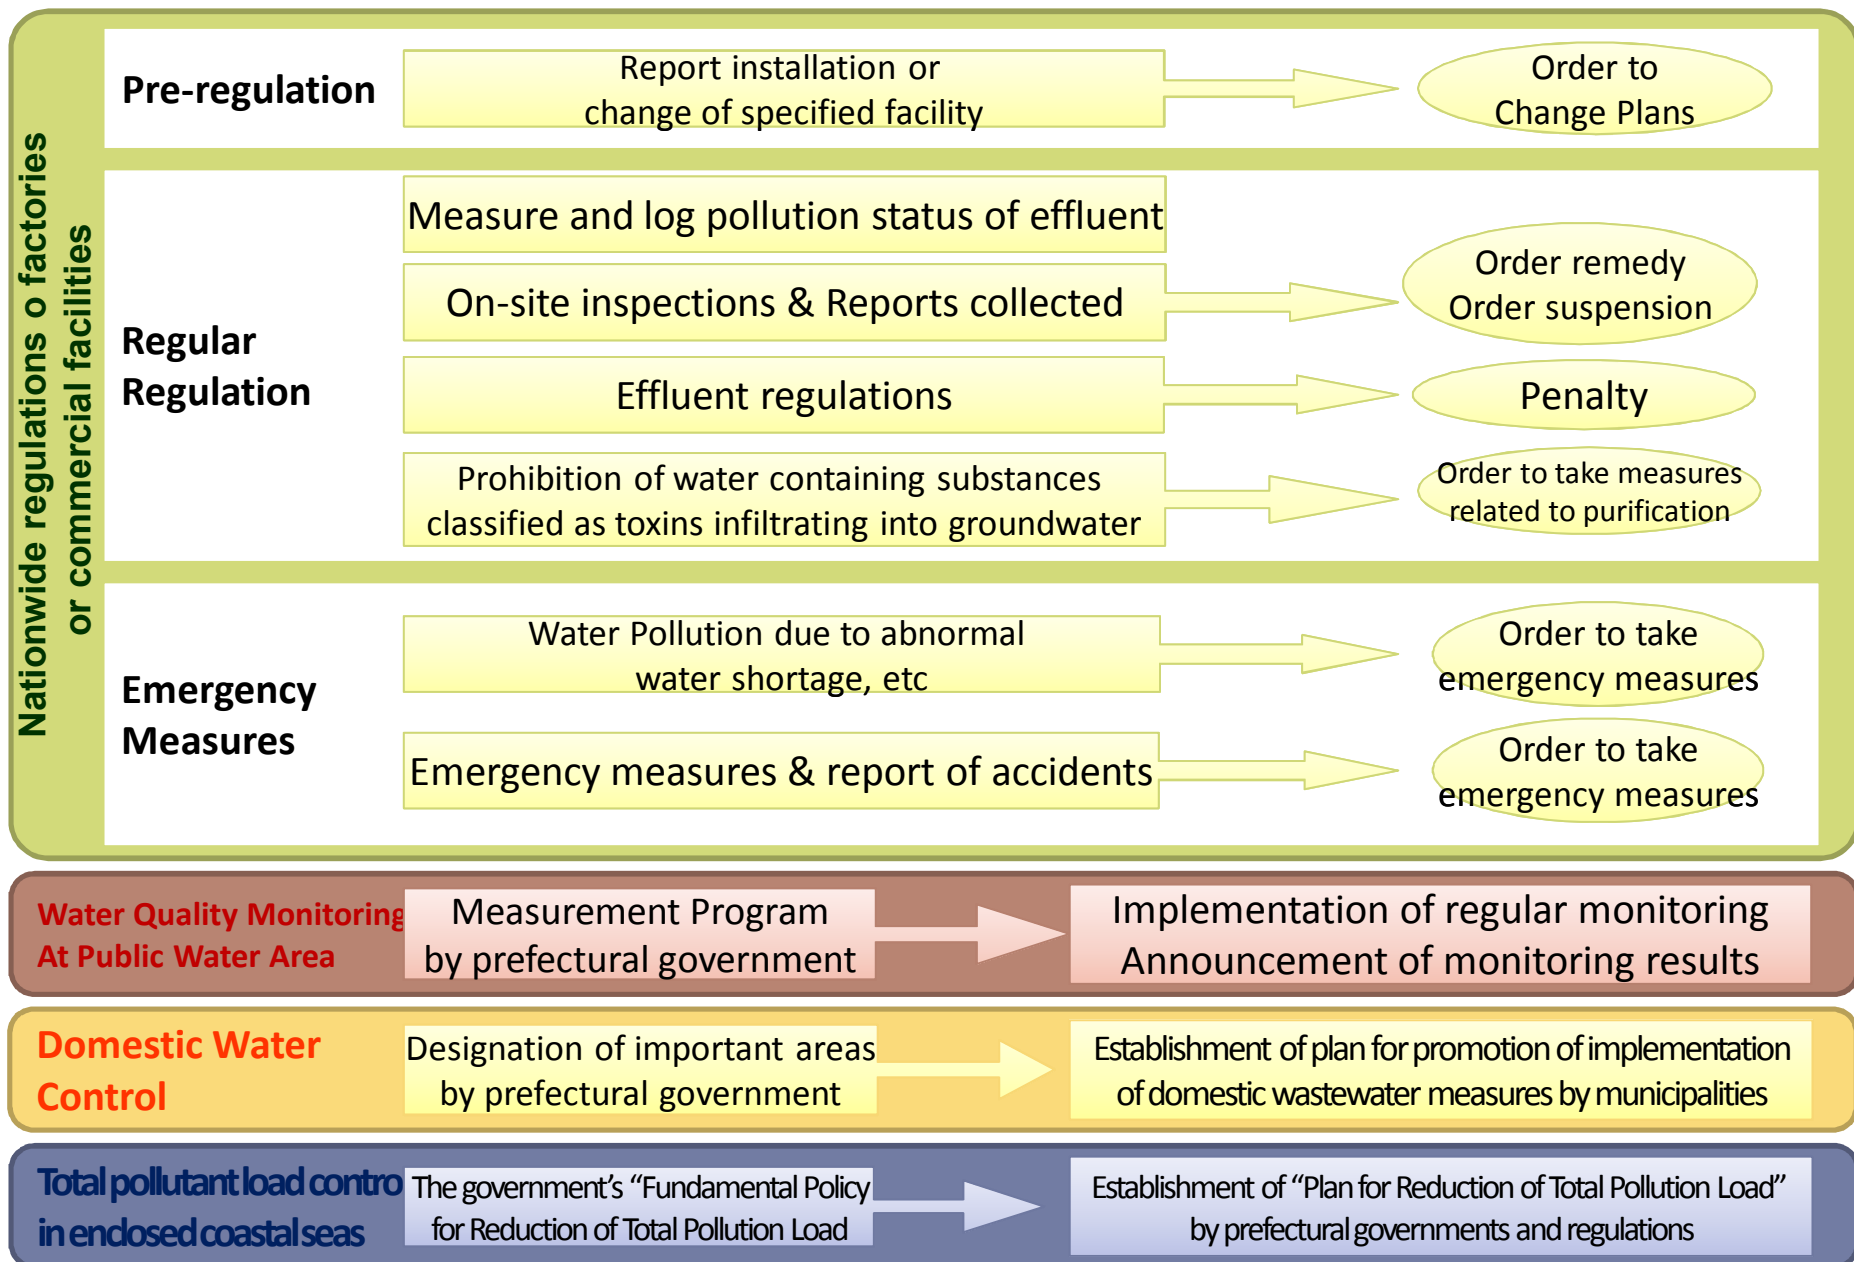 Nationwide regulations o factories
or commercial facilities
Pre-regulation
Report installation or
change of specified facility
Order to
Change Plans
Regular
Regulation
Measure and log pollution status of effluent
On-site inspections & Reports collected
Order remedy
Order suspension
Effluent regulations
Penalty
Prohibition of water containing substances
classified as toxins infiltrating into groundwater
Order to take measures
related to purification
Emergency
Measures
Water Pollution due to abnormal
water shortage, etc
Order to take
emergency measures
Emergency measures & report of accidents
Order to take
emergency measures
Water Quality Monitoring
At Public Water Area
Measurement Program
by prefectural government
Implementation of regular monitoring
Announcement of monitoring results
Domestic Water
Control
Designation of important areas
by prefectural government
Establishment of plan for promotion of implementation
of domestic wastewater measures by municipalities
Total pollutant load contro
in enclosed coastal seas
The government's “Fundamental Policy
for Reduction of Total Pollution Load
Establishment of “Plan for Reduction of Total Pollution Load”
by prefectural governments and regulations